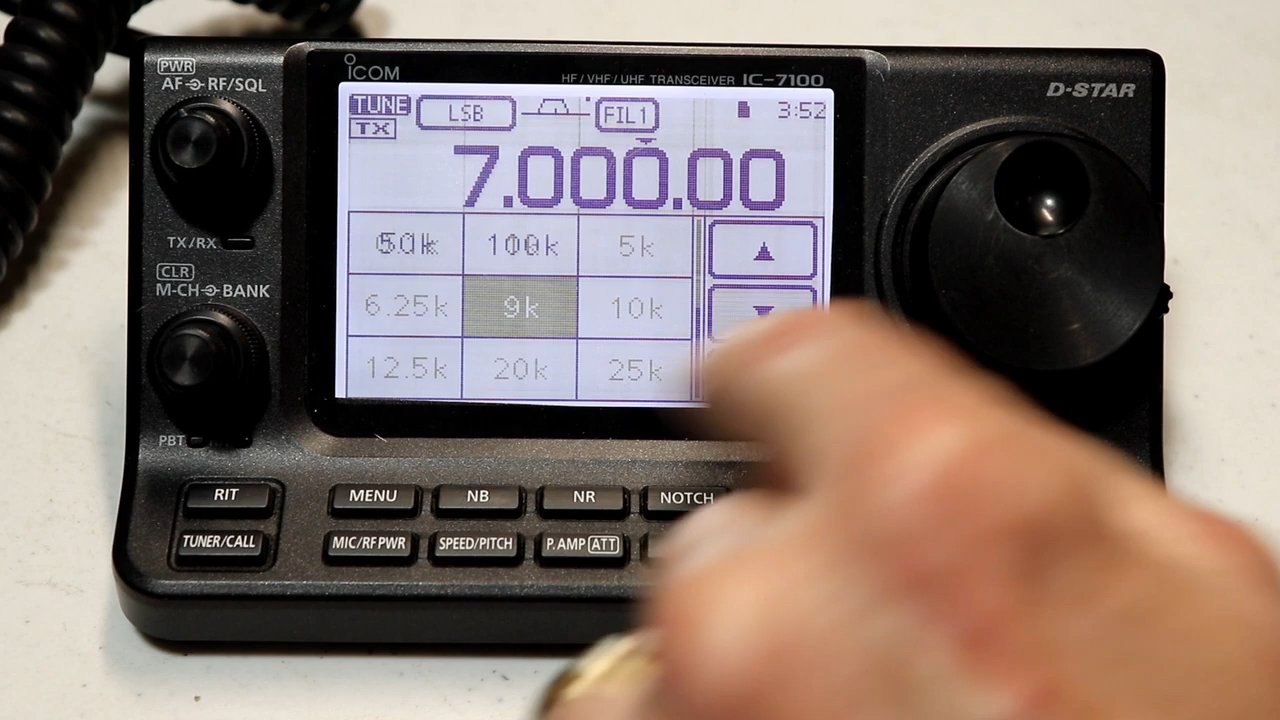 PWR
AF RF/SQL
TX/RX
CLR
M-CH BANK
PBT
ICOM
HF/VHF/UHF TRANSCEIVER IC-7100
D-STAR
TUNE LSB FIL1 3:52
TX
7.000.00
5k
6.25k 9k 10k
12.5k 20k 25k
RIT MENU NB NR NOTCH
TUNER/CALL MIC/RF PWR SPEED/PITCH P.AMP ATT